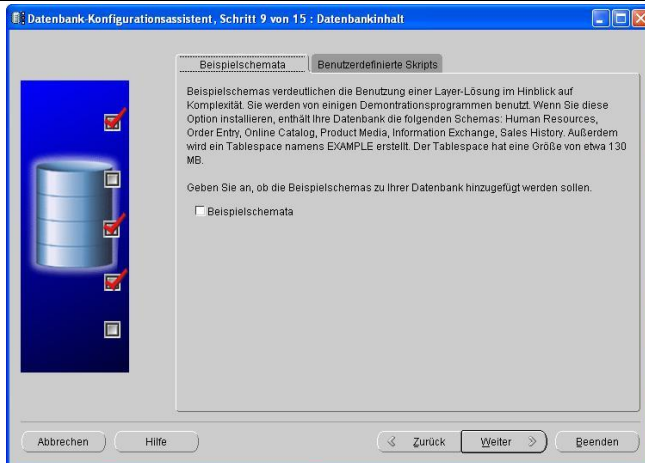 Datenbank-Konfigurationsassistent, Schritt 9 von 15 : Datenbankinhalt
Beispielschemata
Benutzerdefinierte Skripts
Beispielschemas verdeutlichen die Benutzung einer Layer-Lösung im Hinblick auf
Komplexität. Sie werden von einigen Demontrationsprogrammen benutzt. Wenn Sie diese
Option installieren, enthält Ihre Datenbank die folgenden Schemas: Human Resources,
Order Entry, Online Catalog, Product Media, Information Exchange, Sales History. Außerdem
wird ein Tablespace namens EXAMPLE erstellt. Der Tablespace hat eine Größe von etwa 130
MB.
Geben Sie an, ob die Beispielschemas zu Ihrer Datenbank hinzugefügt werden sollen.
Beispielschemata
Abbrechen
Hilfe
Zurück
Weiter
Beenden